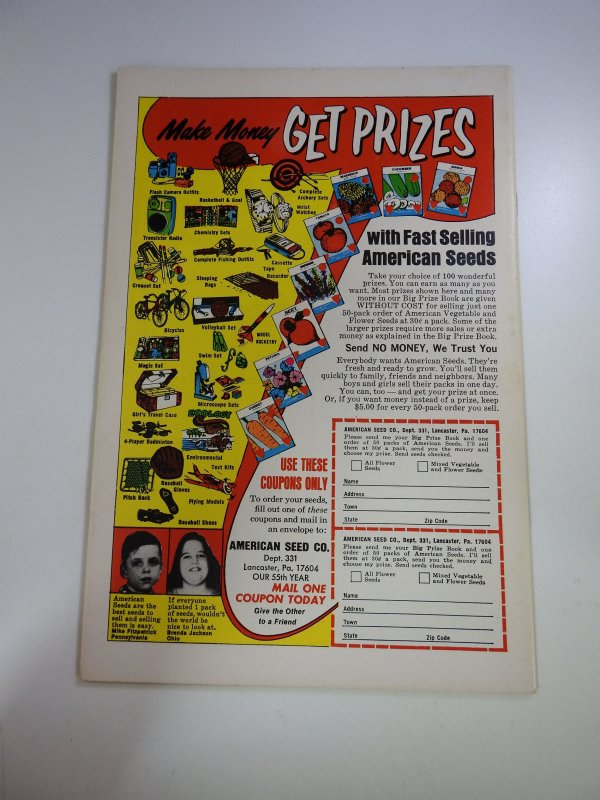 Make Money GET PRIZES
Flash Camera Outfits
Basketball & Goal
Complete
Archery Sets
Wrist
Watches
Transistor Radio
Chemistry Sets
Complete Fishing Outfits
Cassette
Tape
Recorder
Croquet Set
Sleeping
Bags
Bicycles
Volleyball Set
MODEL
ROCKETRY
Magic Set
Swim Set
Girl's Travel Case
Microscope Sets
ECOLOGY
4-Player Badminton
Environmental
Test Kits
Pitch Back
Baseball
Gloves
Flying Models
Baseball Shoes
CUCUMBER
TOMATO
BEET
PETUNIA
CARROT
with Fast Selling
American Seeds
Take your choice of 100 wonderful
prizes. You can earn as many as you
want. Most prizes shown here and many
more in our Big Prize Book are given
WITHOUT COST for selling just one
50-pack order of American Vegetable and
Flower Seeds at 30¢ a pack. Some of the
larger prizes require more sales or extra
money as explained in the Big Prize Book.
Send NO MONEY, We Trust You
Everybody wants American Seeds. They're
fresh and ready to grow. You'll sell them
quickly to family, friends and neighbors. Many
boys and girls sell their packs in one day.
You can, too — and get your prize at once.
Or, if you want money instead of a prize, keep
$5.00 for every 50-pack order you sell.
USE THESE
COUPONS ONLY
To order your seeds,
fill out one of these
coupons and mail in
an envelope to:
AMERICAN SEED CO.
Dept. 331
Lancaster, Pa. 17604
OUR 55th YEAR
MAIL ONE
COUPON TODAY
Give the Other
to a Friend
American
Seeds are the
best seeds to
sell and selling
them is easy.
Mike Fitzpatrick
Pennsylvania
If everyone
planted 1 pack
of seeds, wouldn't
the world be
nice to look at.
Brenda Jackson
Ohio
AMERICAN SEED CO., Dept. 331, Lancaster, Pa. 17604
Please send me your Big Prize Book and one
order of 50 packs of American Seeds. I'll sell
them at 30¢ a pack, send you the money and
choose my prize. Send seeds checked.
All Flower
Seeds
Mixed Vegetable
and Flower Seeds
Name
Address
Town
State Zip Code
AMERICAN SEED CO., Dept. 331, Lancaster, Pa. 17604
Please send me your Big Prize Book and one
order of 50 packs of American Seeds. I'll sell
them at 30¢ a pack, send you the money and
choose my prize. Send seeds checked.
All Flower
Seeds
Mixed Vegetable
and Flower Seeds
Name
Address
Town
State Zip Code